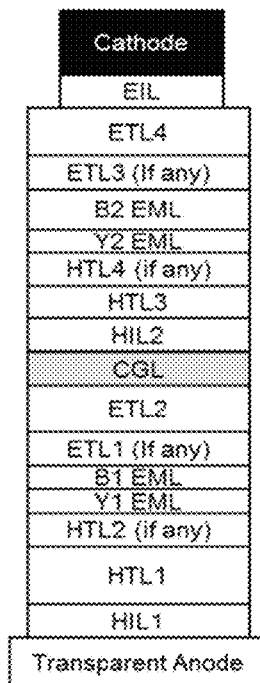 Cathode
EIL
ETL4
ETL3 (If any)
B2 EML
Y2 EML
HTL4 (if any)
HTL3
HIL2
CGL
ETL2
ETL1 (If any)
B1 EML
Y1 EML
HTL2 (if any)
HTL1
HIL1
Transparent Anode